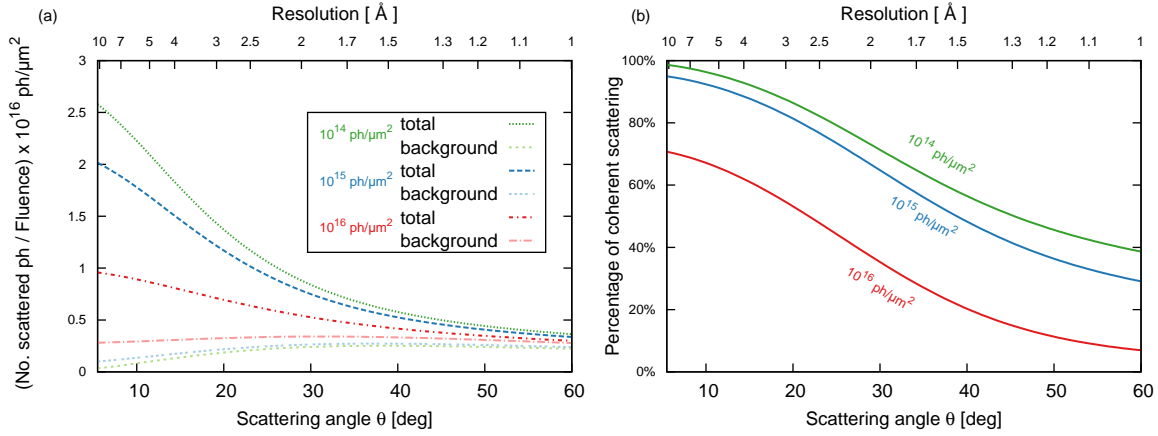 (a)
Resolution [ Å ]
10 7 5 4 3 2.5 2 1.7 1.5 1.3 1.2 1.1 1
(No. scattered ph / Fluence) x 10^16 ph/µm^2
3
2.5
2
1.5
1
0.5
0
10^14 ph/µm^2 total
background
10^15 ph/µm^2 total
background
10^16 ph/µm^2 total
background
10 20 30 40 50 60
Scattering angle θ [deg]
(b)
Resolution [ Å ]
10 7 5 4 3 2.5 2 1.7 1.5 1.3 1.2 1.1 1
Percentage of coherent scattering
100%
80%
60%
40%
20%
0%
10^14 ph/µm^2
10^15 ph/µm^2
10^16 ph/µm^2
10 20 30 40 50 60
Scattering angle θ [deg]